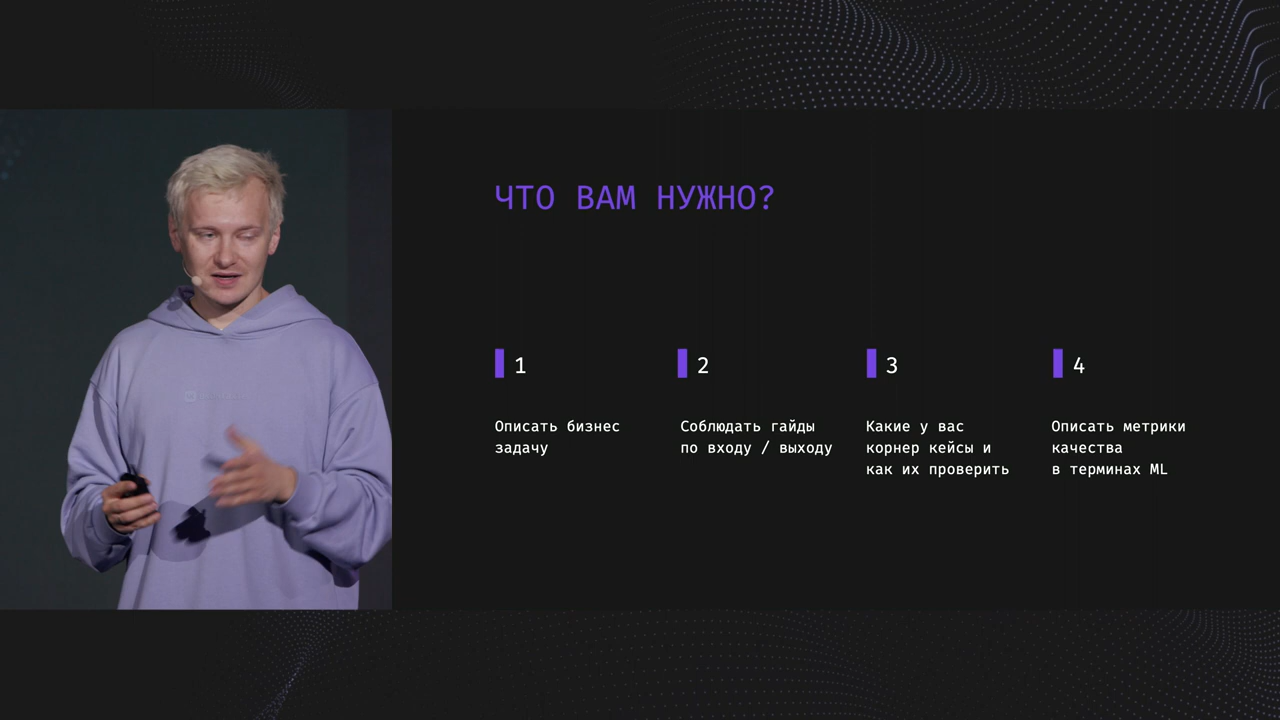 ЧТО ВАМ НУЖНО?
1
Описать бизнес
задачу
2
Соблюдать гайды
по входу / выходу
3
Какие у вас
корнер кейсы и
как их проверить
4
Описать метрики
качества
в терминах ML